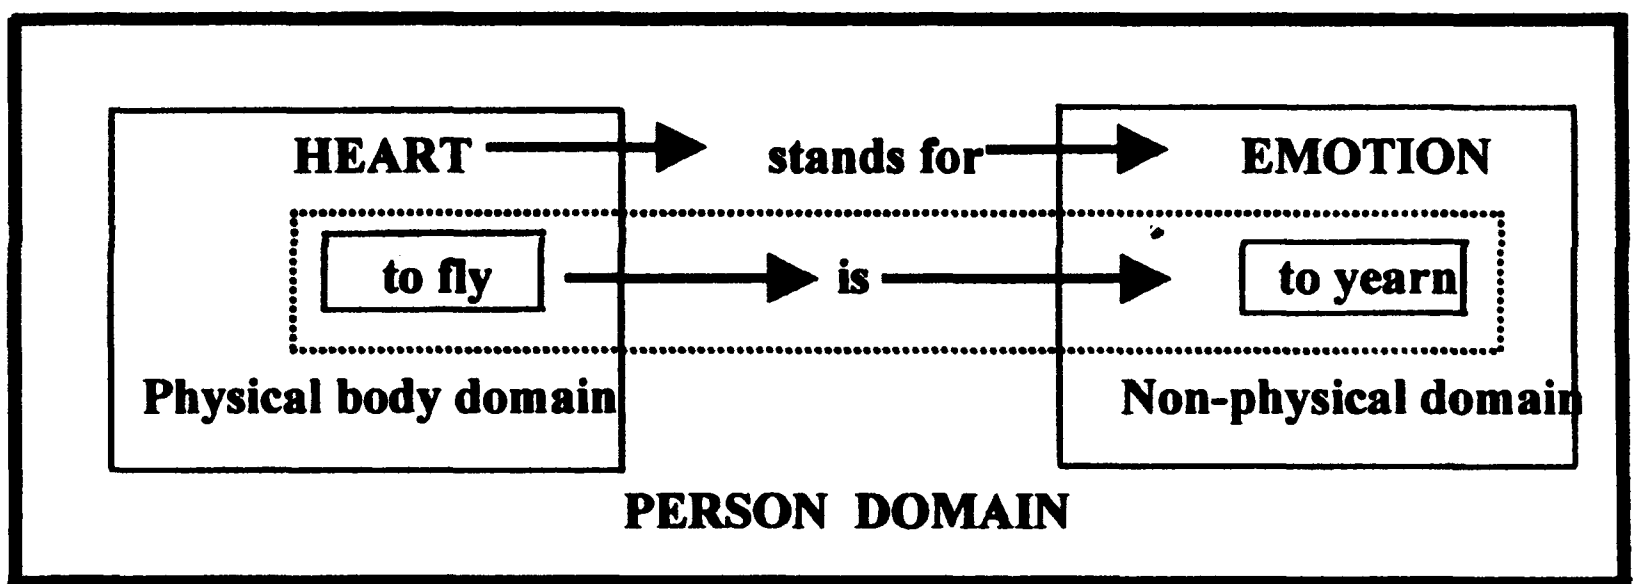 HEART stands for EMOTION
to fly is to yearn
Physical body domain Non-physical domain
PERSON DOMAIN